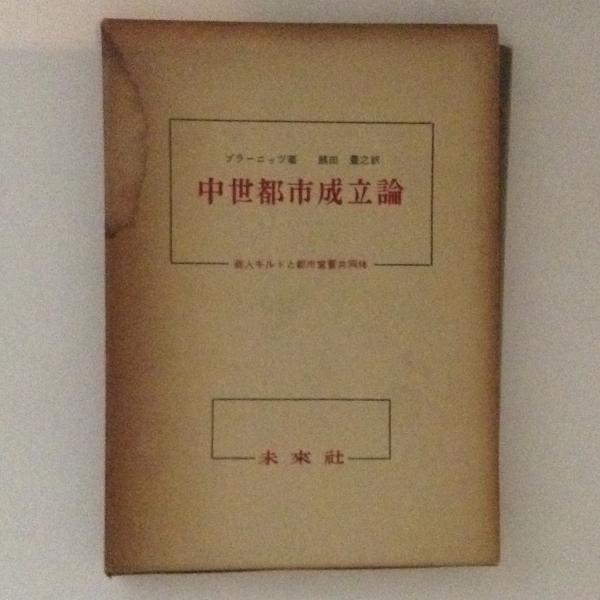 プラーニッツ著 鯖田 豊之訳
中世都市成立論
商人ギルドと都市宣誓共同体
未来社